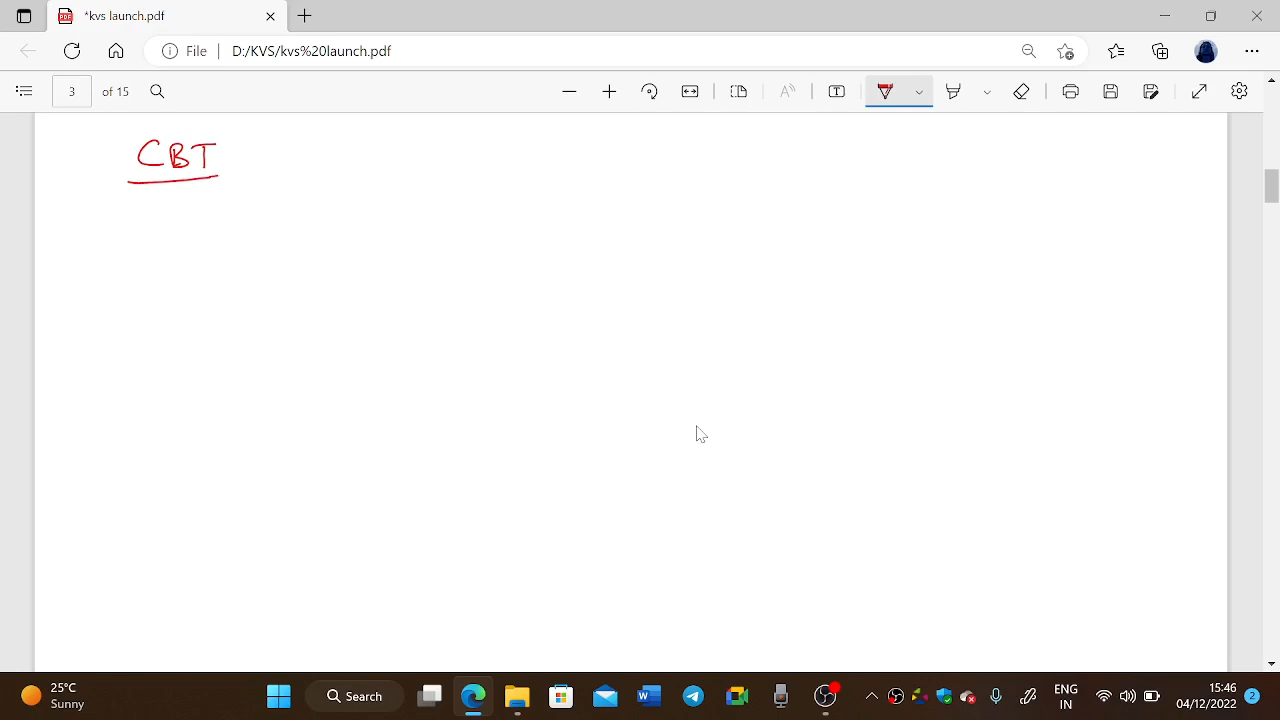 *kvs launch.pdf
File D:/KVS/kvs%20launch.pdf
3 of 15
CBT
25°C
Sunny
Search
ENG
IN
15:46
04/12/2022
2